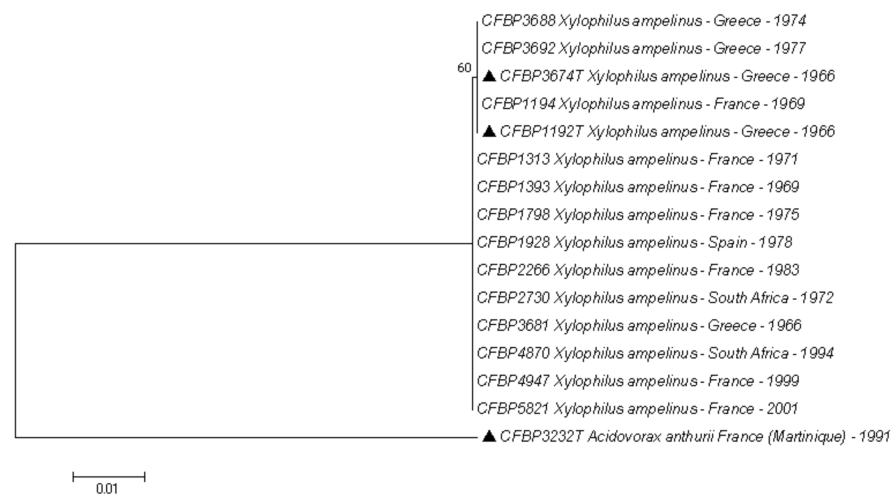 CFBP3688 Xylophilus ampelinus - Greece - 1974
CFBP3692 Xylophilus ampelinus - Greece - 1977
60
▲ CFBP3674T Xylophilus ampelinus - Greece - 1966
CFBP1194 Xylophilus ampelinus - France - 1969
▲ CFBP1192T Xylophilus ampelinus - Greece - 1966
CFBP1313 Xylophilus ampelinus - France - 1971
CFBP1393 Xylophilus ampelinus - France - 1969
CFBP1798 Xylophilus ampelinus - France - 1975
CFBP1928 Xylophilus ampelinus - Spain - 1978
CFBP2266 Xylophilus ampelinus - France - 1983
CFBP2730 Xylophilus ampelinus - South Africa - 1972
CFBP3681 Xylophilus ampelinus - Greece - 1966
CFBP4870 Xylophilus ampelinus - South Africa - 1994
CFBP4947 Xylophilus ampelinus - France - 1999
CFBP5821 Xylophilus ampelinus - France - 2001
▲ CFBP3232T Acidovorax anthurii France (Martinique) - 1991
0.01